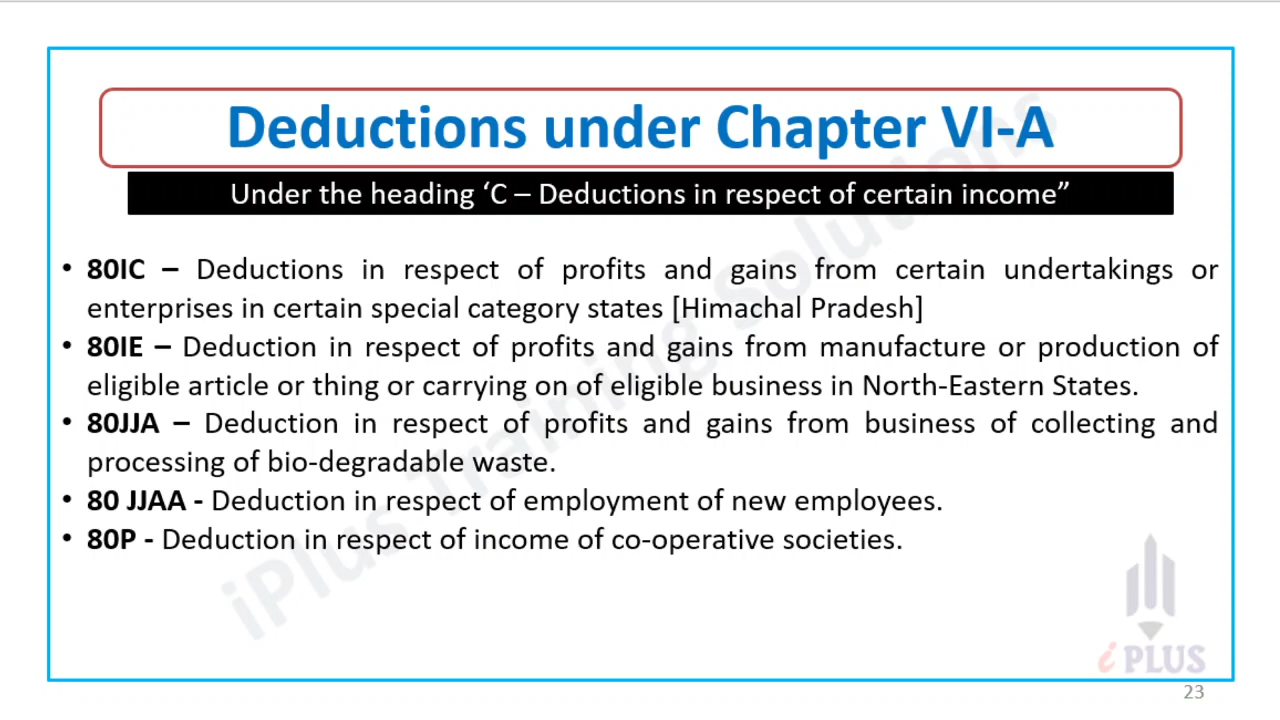 Deductions under Chapter VI-A
Under the heading ‘C – Deductions in respect of certain income”
• 80IC – Deductions in respect of profits and gains from certain undertakings or
enterprises in certain special category states [Himachal Pradesh]
• 80IE – Deduction in respect of profits and gains from manufacture or production of
eligible article or thing or carrying on of eligible business in North-Eastern States.
• 80JJA – Deduction in respect of profits and gains from business of collecting and
processing of bio-degradable waste.
• 80 JJAA - Deduction in respect of employment of new employees.
• 80P - Deduction in respect of income of co-operative societies.
iPlus Training Solutions
i PLUS
23